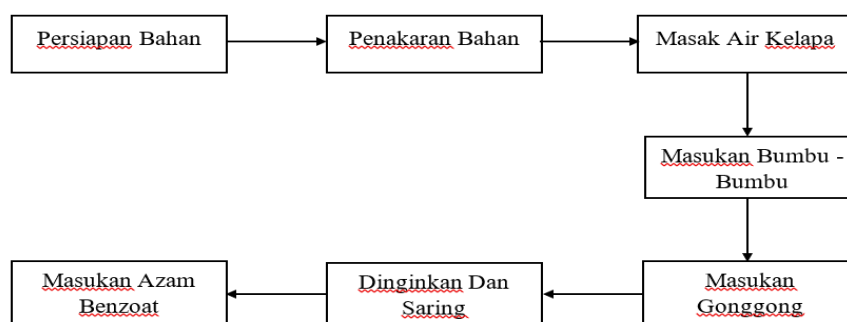 Persiapan Bahan
Penakaran Bahan
Masak Air Kelapa
Masukan Bumbu -
Bumbu
Masukan
Gonggong
Dinginkan Dan
Saring
Masukan Azam
Benzoat